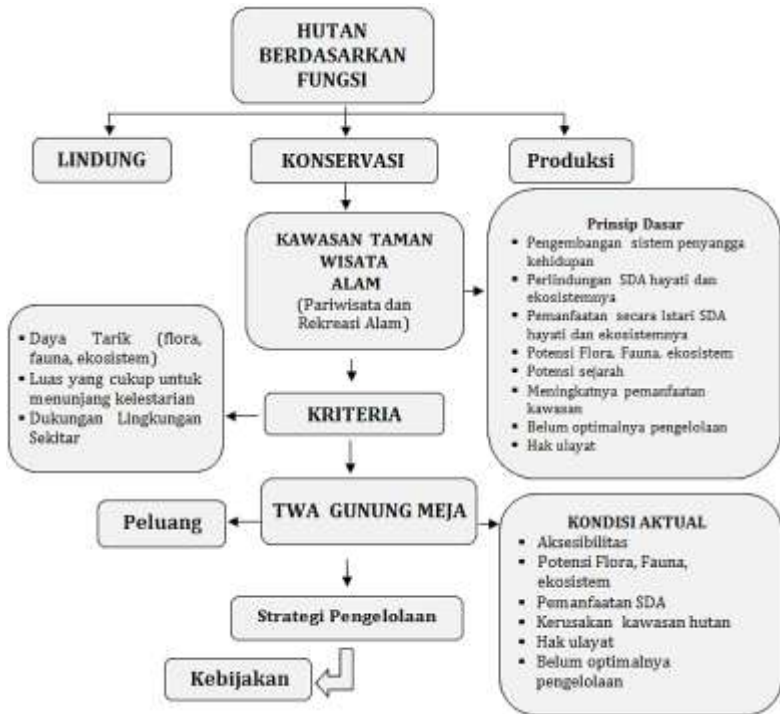 HUTAN
BERDASARKAN
FUNGSI
LINDUNG
KONSERVASI
Produksi
KAWASAN TAMAN
WISATA
ALAM
(Pariwisata dan
Rekreasi Alam)
Prinsip Dasar
▪ Pengembangan sistem penyangga
kehidupan
▪ Perlindungan SDA hayati dan
ekosistemnya
▪ Pemanfaatan secara istari SDA
hayati dan ekosistemnya
▪ Potensi Flora, Fauna, ekosistem
▪ Potensi sejarah
▪ Meningkatnya pemanfaatan
kawasan
▪ Belum optimalnya pengelolaan
▪ Hak ulayat
▪ Daya Tarik (flora,
fauna, ekosistem)
▪ Luas yang cukup untuk
menunjang kelestarian
▪ Dukungan Lingkungan
Sekitar
KRITERIA
Peluang
TWA GUNUNG MEJA
KONDISI AKTUAL
▪ Aksesibilitas
▪ Potensi Flora, Fauna,
ekosistem
▪ Pemanfaatan SDA
▪ Kerusakan kawasan hutan
▪ Hak ulayat
▪ Belum optimalnya
pengelolaan
Strategi Pengelolaan
Kebijakan